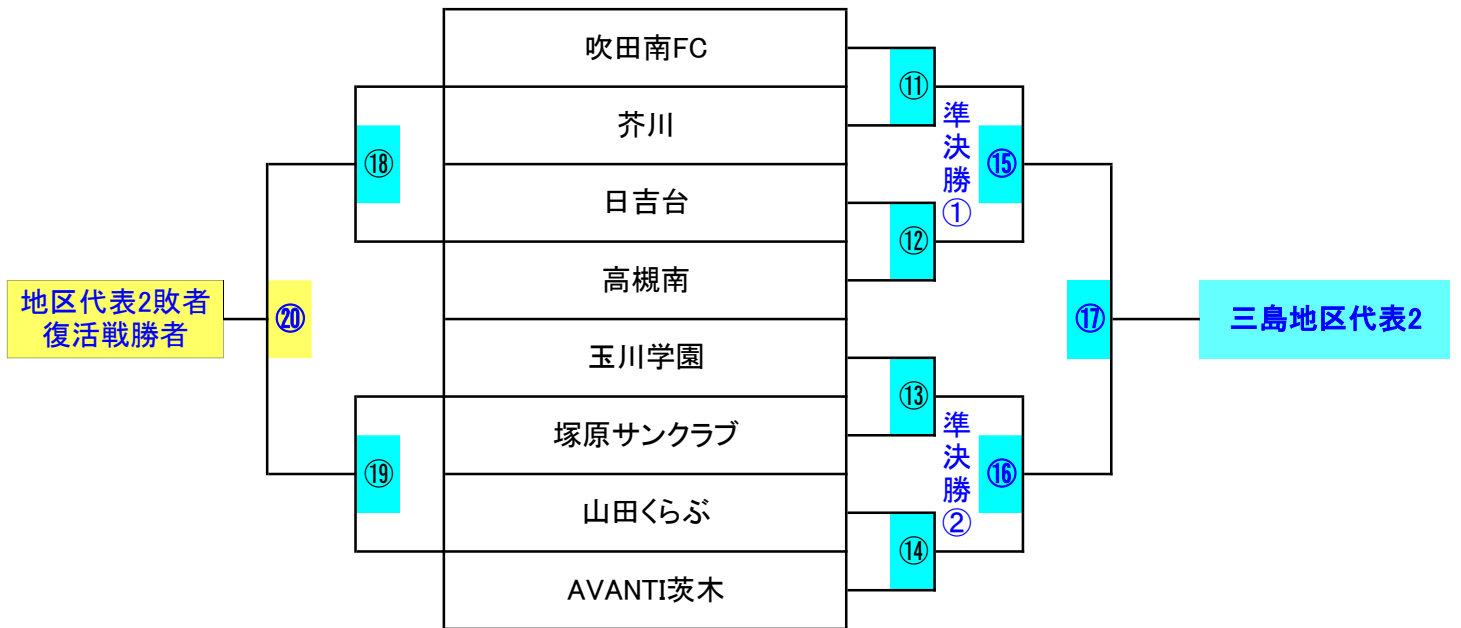 吹田南FC
芥川
日吉台
高槻南
玉川学園
塚原サンクラブ
山田くらぶ
AVANTI茨木
⑪
⑫
⑬
⑭
準決勝①
準決勝②
⑮
⑯
⑰
三島地区代表2
⑱
⑲
⑳
地区代表2敗者
復活戦勝者